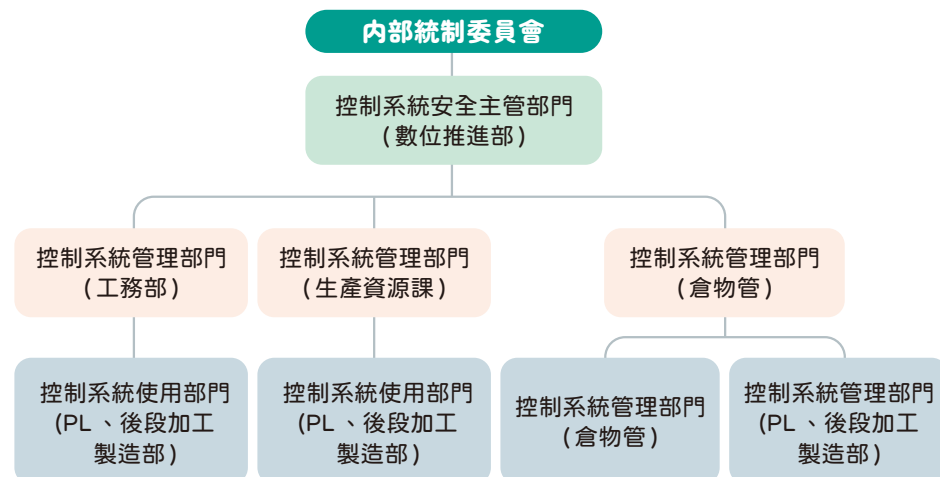 内部統制委員會
控制系統安全主管部門
(數位推進部)
控制系統管理部門
(工務部)
控制系統管理部門
(生產資源課)
控制系統管理部門
(倉物管)
控制系統使用部門
(PL、後段加工
製造部)
控制系統使用部門
(PL、後段加工
製造部)
控制系統管理部門
(倉物管)
控制系統管理部門
(PL、後段加工
製造部)